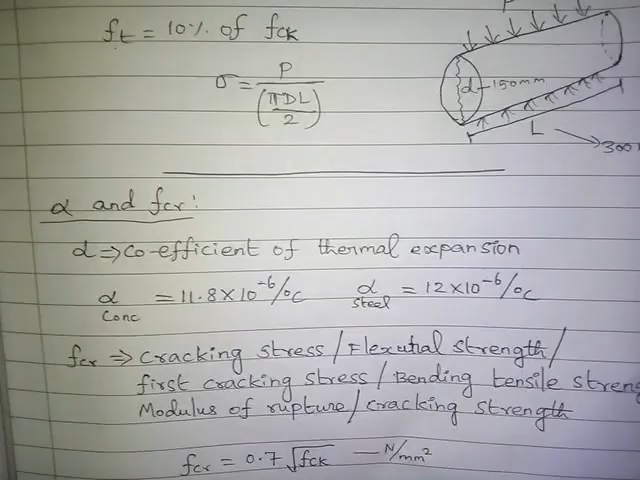 P
ft = 10% of fck
σ = P / (πDL / 2)
d-150mm
L
300
α and fcr:
α ⇒ Co-efficient of thermal expansion
α Conc = 11.8×10⁻⁶/°C α Steel = 12×10⁻⁶/°C
fcr ⇒ Cracking stress / Flexutial strength /
first cracking stress / Bending tensile streng
Modulus of rupture / cracking strength
fcr = 0.7 √fck — N/mm²